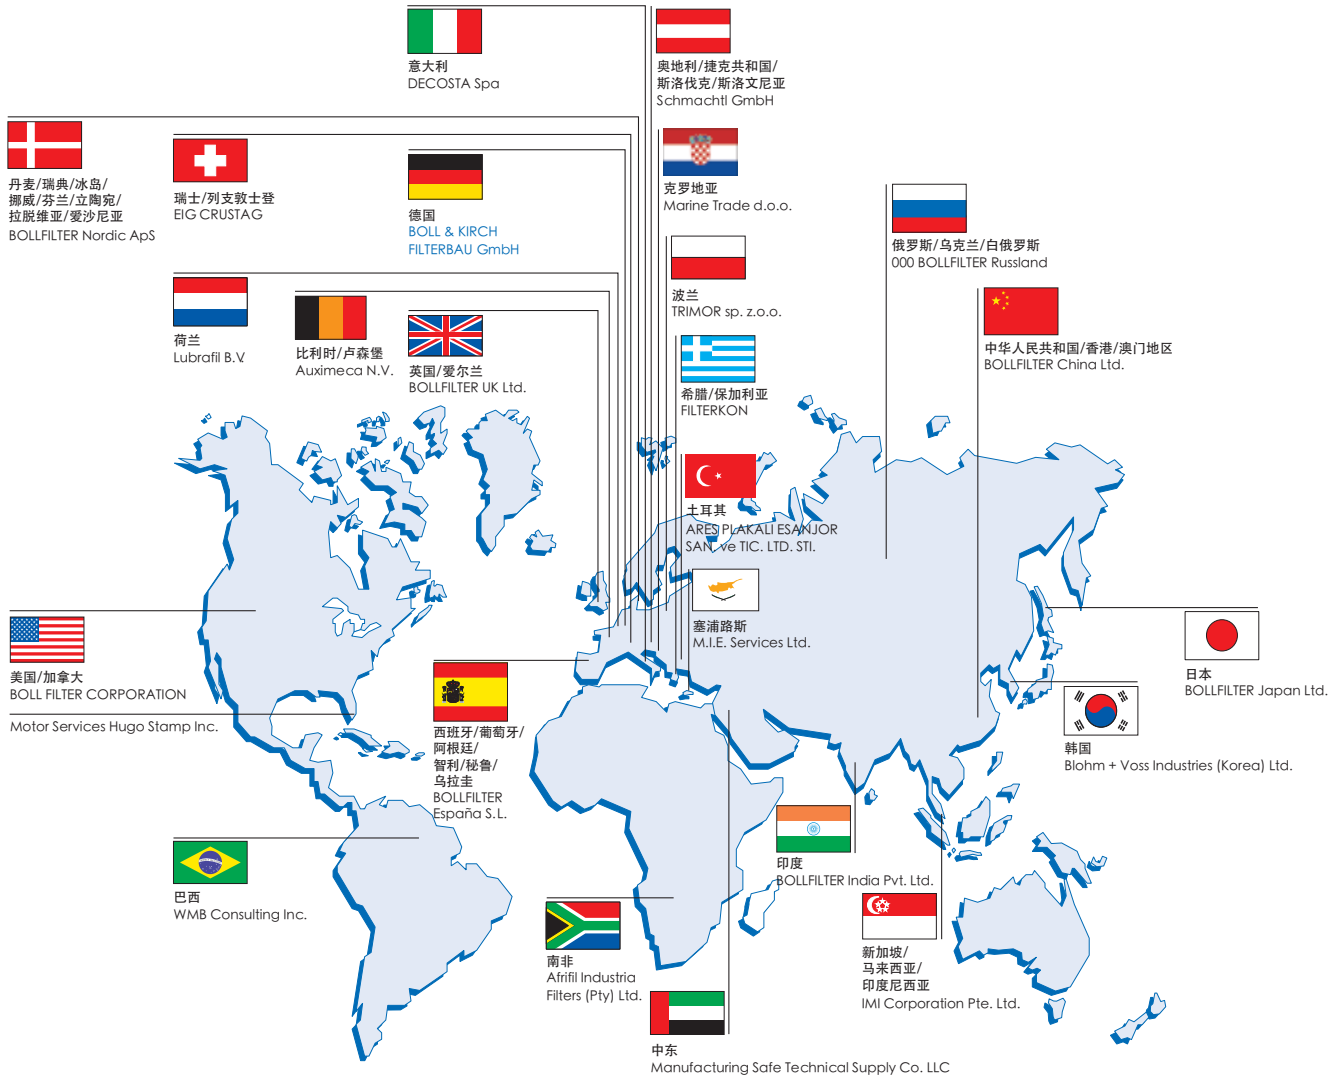 意大利
DECOSTA Spa
奥地利/捷克共和国/
斯洛伐克/斯洛文尼亚
Schmachtl GmbH
丹麦/瑞典/冰岛/
挪威/芬兰/立陶宛/
拉脱维亚/爱沙尼亚
BOLLFILTER Nordic ApS
瑞士/列支敦士登
EIG CRUSTAG
德国
BOLL & KIRCH
FILTERBAU GmbH
克罗地亚
Marine Trade d.o.o.
俄罗斯/乌克兰/白俄罗斯
000 BOLLFILTER Russland
荷兰
Lubrafil B.V.
比利时/卢森堡
Auximeca N.V.
英国/爱尔兰
BOLLFILTER UK Ltd.
波兰
TRIMOR sp. z.o.o.
中华人民共和国/香港/澳门地区
BOLLFILTER China Ltd.
希腊/保加利亚
FILTERKON
土耳其
ARES PLAKALI ESANJOR
SAN. ve TIC. LTD. STI.
塞浦路斯
M.I.E. Services Ltd.
美国/加拿大
BOLL FILTER CORPORATION
Motor Services Hugo Stamp Inc.
西班牙/葡萄牙/
阿根廷/
智利/秘鲁/
乌拉圭
BOLLFILTER
España S.L.
日本
BOLLFILTER Japan Ltd.
韩国
Blohm + Voss Industries (Korea) Ltd.
巴西
WMB Consulting Inc.
印度
BOLLFILTER India Pvt. Ltd.
南非
Afrifil Industria
Filters (Pty) Ltd.
新加坡/
马来西亚/
印度尼西亚
IMI Corporation Pte. Ltd.
中东
Manufacturing Safe Technical Supply Co. LLC